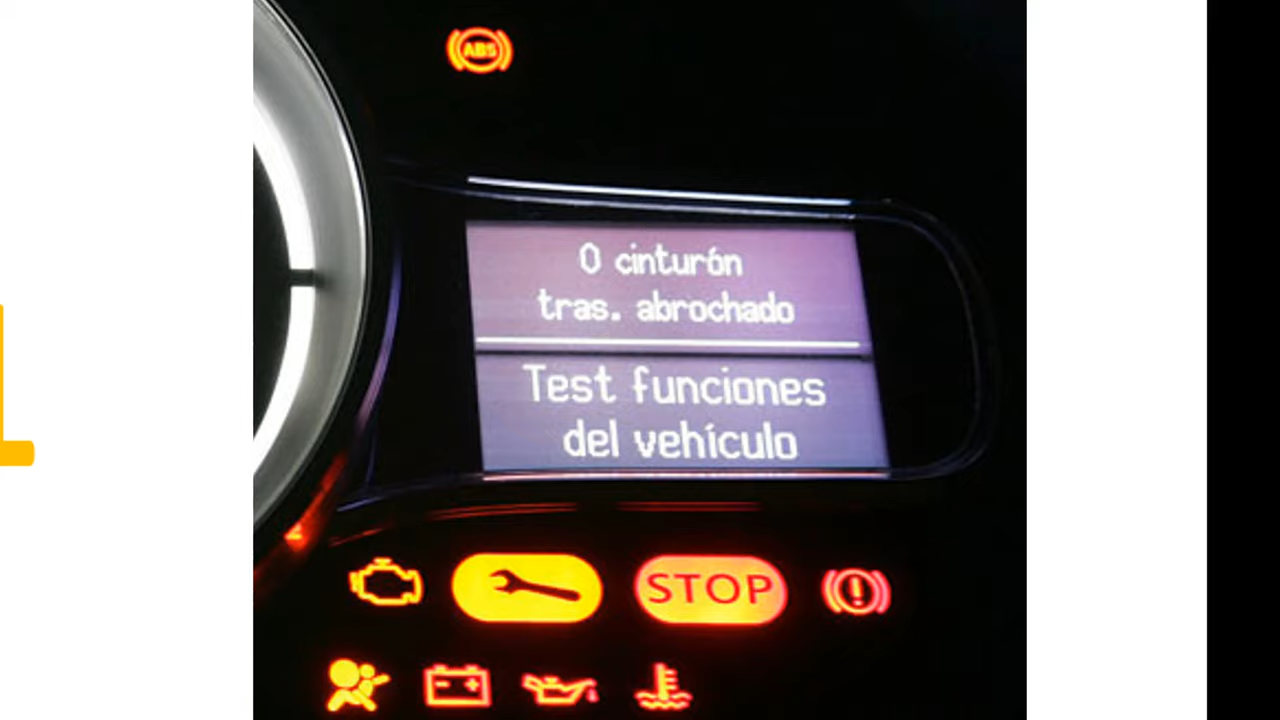 ABS
0 cinturón
tras. abrochado
Test funciones
del vehículo
STOP